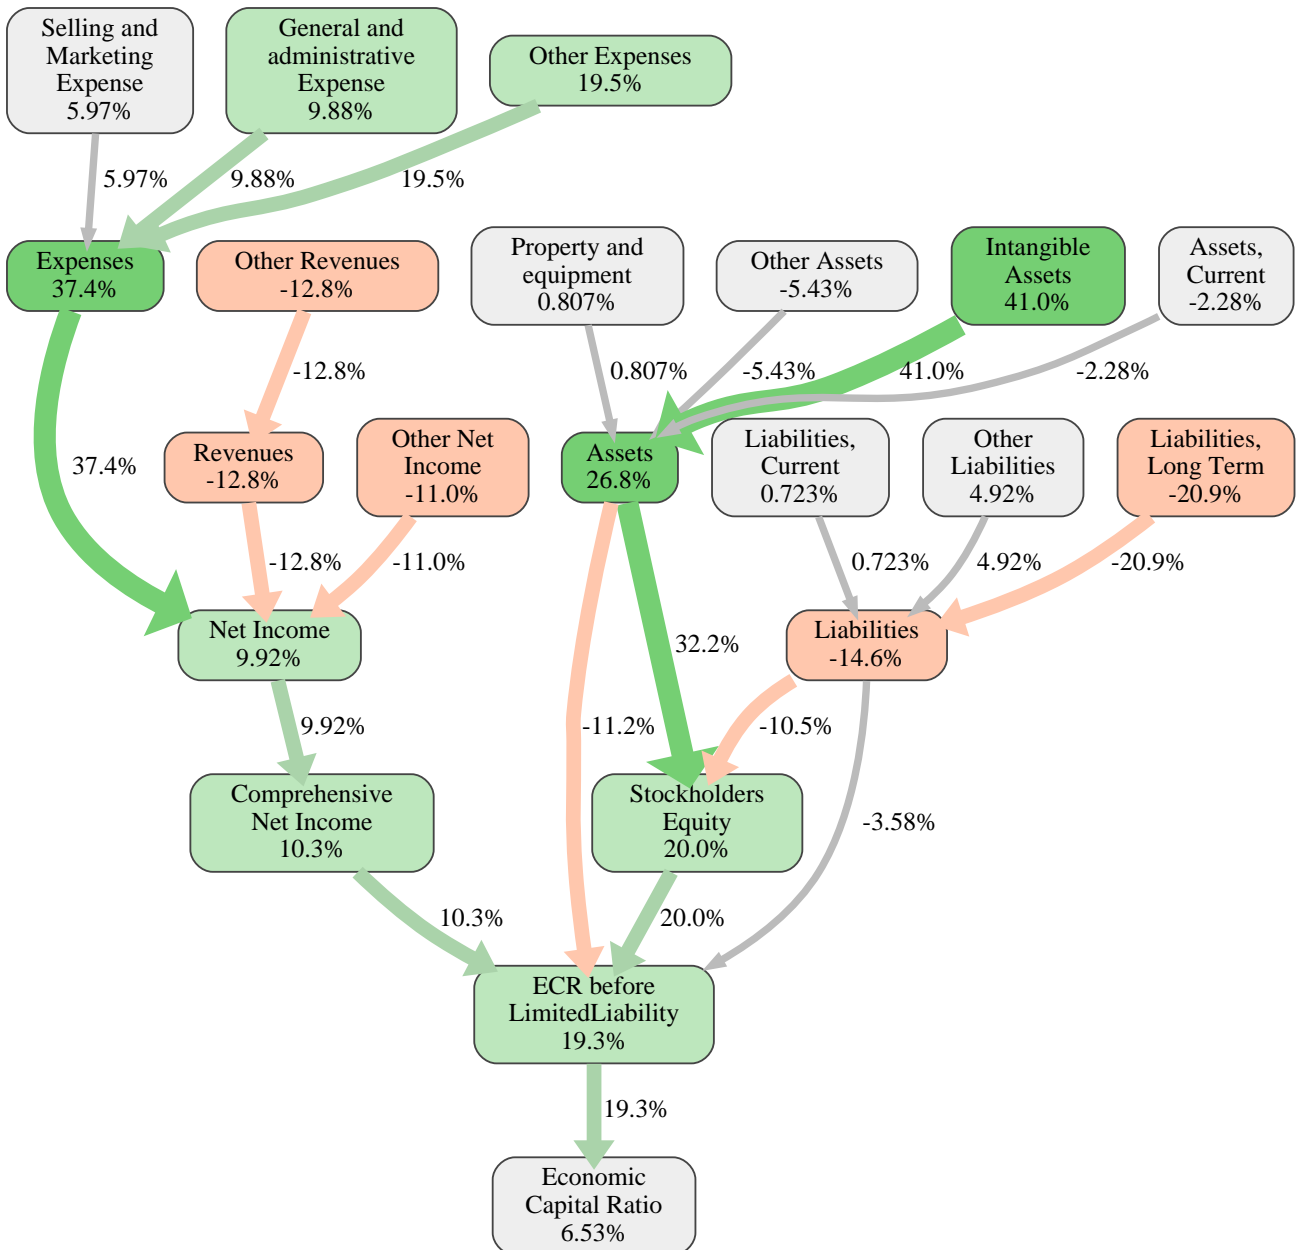 Selling and
Marketing
Expense
5.97%
General and
administrative
Expense
9.88%
Other Expenses
19.5%
5.97%
9.88%
19.5%
Expenses
37.4%
Other Revenues
-12.8%
Property and
equipment
0.807%
Other Assets
-5.43%
Intangible
Assets
41.0%
Assets,
Current
-2.28%
-12.8%
0.807%
-5.43%
41.0%
-2.28%
37.4%
Revenues
-12.8%
Other Net
Income
-11.0%
Assets
26.8%
Liabilities,
Current
0.723%
Other
Liabilities
4.92%
Liabilities,
Long Term
-20.9%
-12.8%
-11.0%
0.723%
4.92%
-20.9%
Net Income
9.92%
32.2%
Liabilities
-14.6%
9.92%
-11.2%
-10.5%
Comprehensive
Net Income
10.3%
Stockholders
Equity
20.0%
-3.58%
10.3%
20.0%
ECR before
LimitedLiability
19.3%
19.3%
Economic
Capital Ratio
6.53%